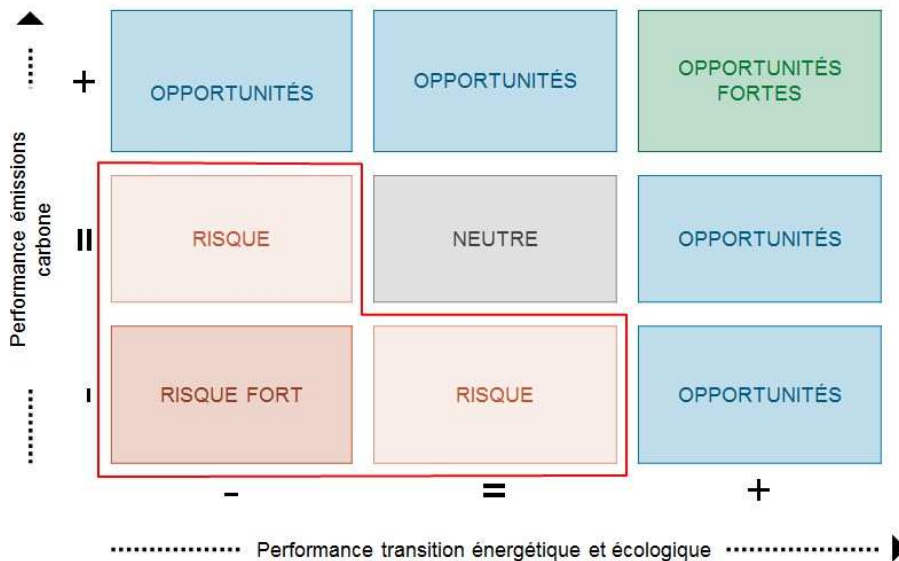 Performance émissions
carbone
+
OPPORTUNITÉS
OPPORTUNITÉS
OPPORTUNITÉS
FORTES
=
RISQUE
NEUTRE
OPPORTUNITÉS
-
RISQUE FORT
RISQUE
OPPORTUNITÉS
-
=
+
Performance transition énergétique et écologique